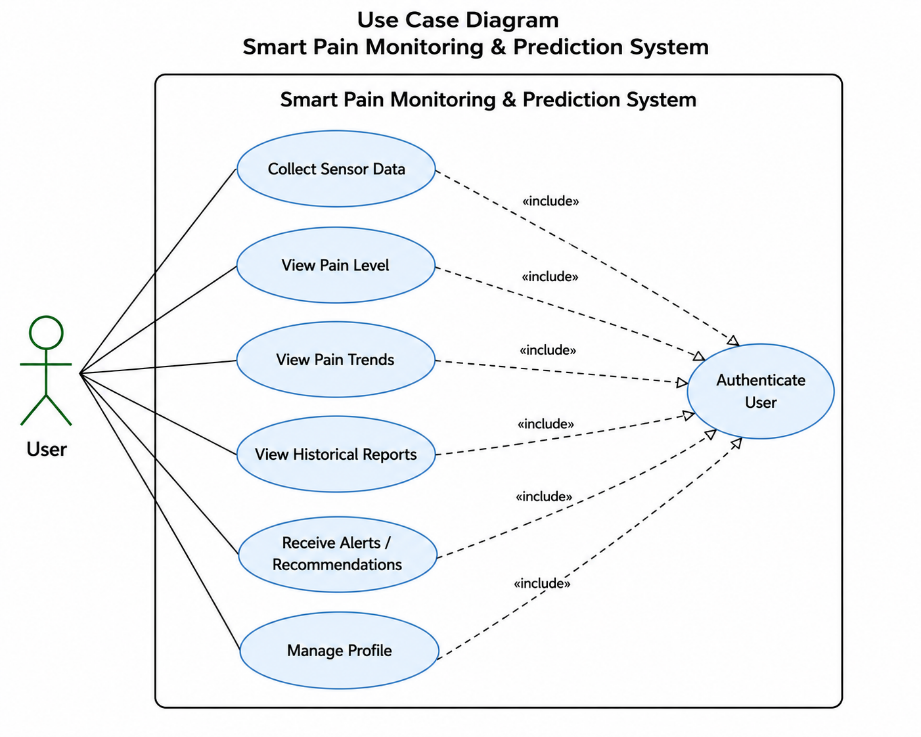 Use Case Diagram
Smart Pain Monitoring & Prediction System
Smart Pain Monitoring & Prediction System
Collect Sensor Data
«include»
View Pain Level
«include»
View Pain Trends
«include»
Authenticate
User
User
View Historical Reports
«include»
Receive Alerts /
Recommendations
«include»
Manage Profile
«include»